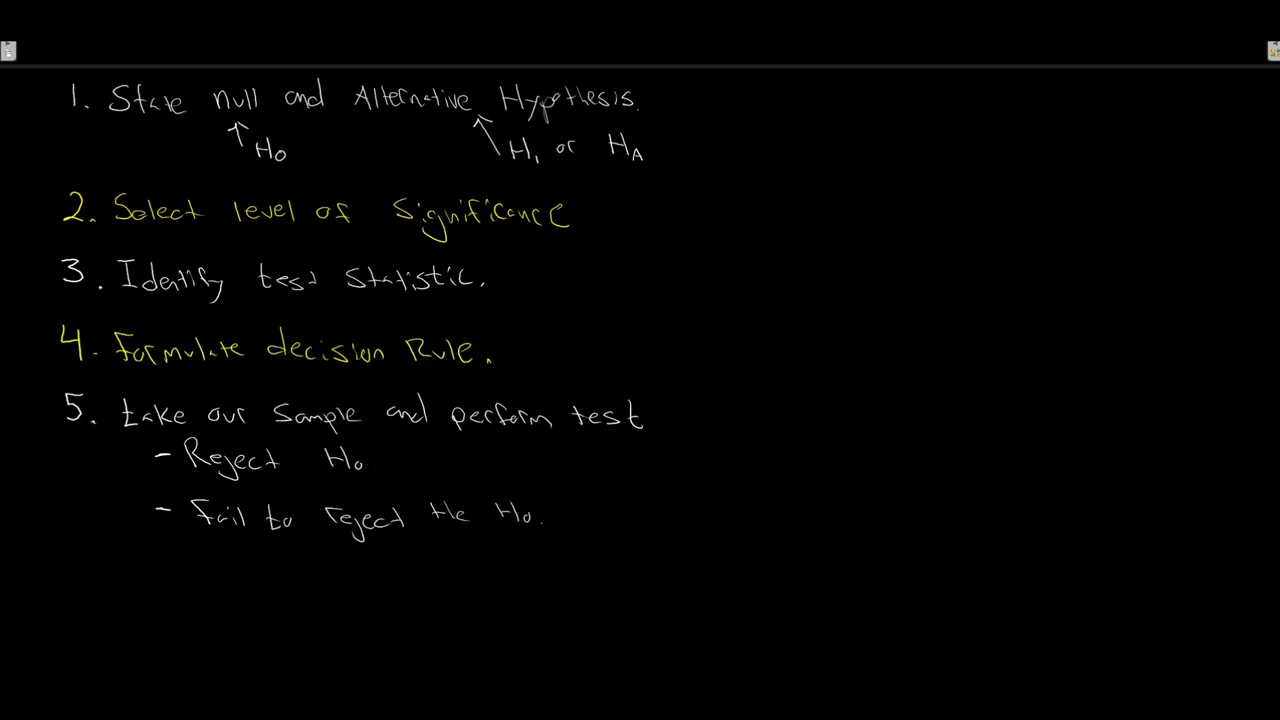 1. State null and Alternative Hypothesis.
H0 H1 or HA
2. Select level of significance
3. Identify test statistic.
4. Formulate decision Rule.
5. take our sample and perform test
- Reject Ho
- Fail to reject the Ho.